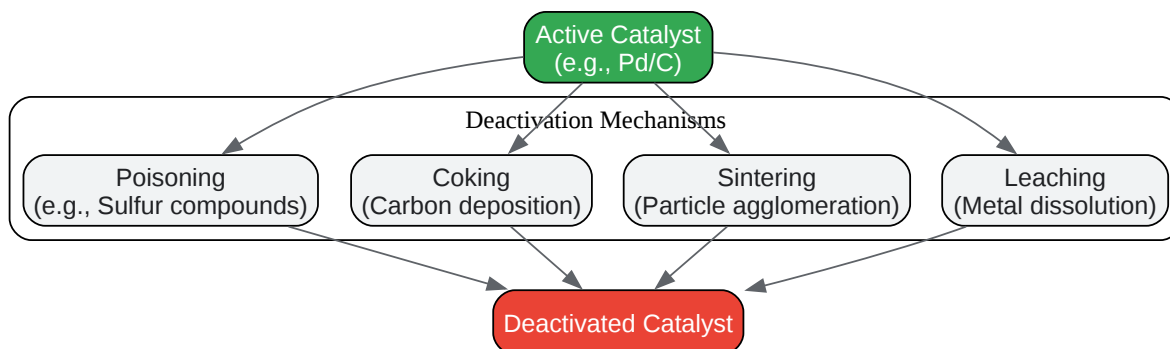 Active Catalyst
(e.g., Pd/C)
Deactivation Mechanisms
Poisoning
(e.g., Sulfur compounds)
Coking
(Carbon deposition)
Sintering
(Particle agglomeration)
Leaching
(Metal dissolution)
Deactivated Catalyst